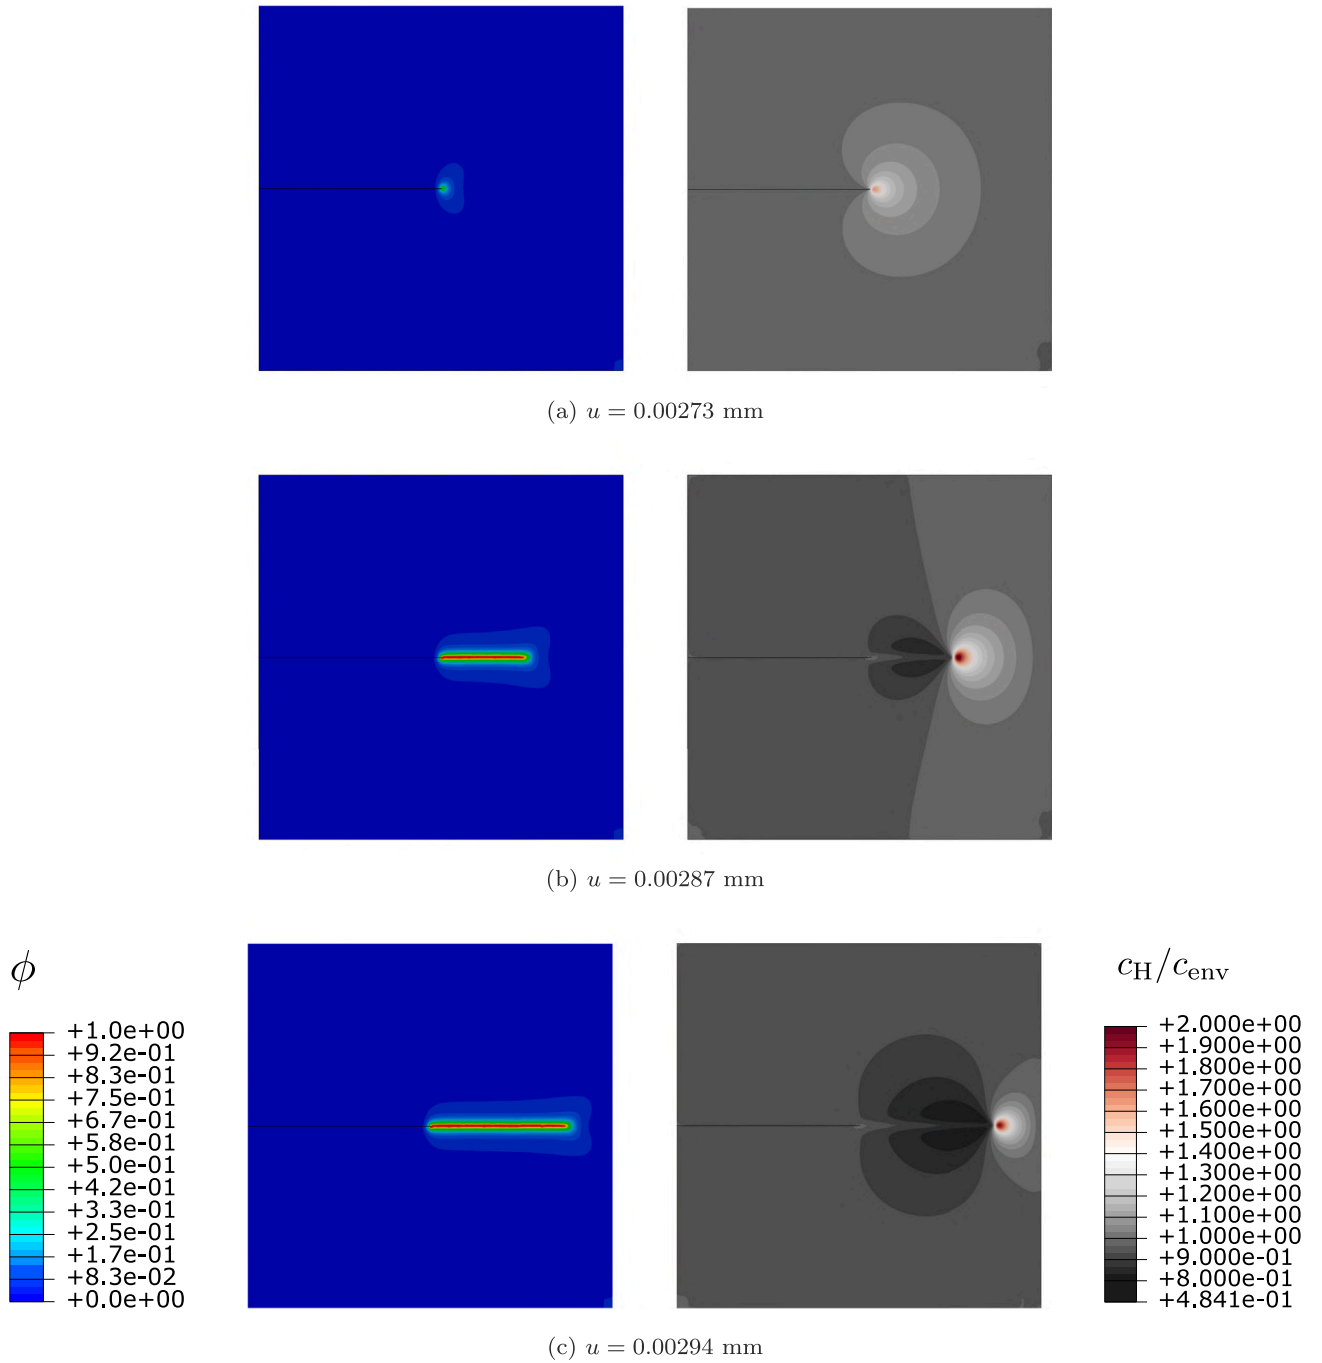 (a) u = 0.00273 mm
(b) u = 0.00287 mm
ϕ
+1.0e+00
+9.2e-01
+8.3e-01
+7.5e-01
+6.7e-01
+5.8e-01
+5.0e-01
+4.2e-01
+3.3e-01
+2.5e-01
+1.7e-01
+8.3e-02
+0.0e+00
c_H/c_env
+2.000e+00
+1.900e+00
+1.800e+00
+1.700e+00
+1.600e+00
+1.500e+00
+1.400e+00
+1.300e+00
+1.200e+00
+1.100e+00
+1.000e+00
+9.000e-01
+8.000e-01
+4.841e-01
(c) u = 0.00294 mm